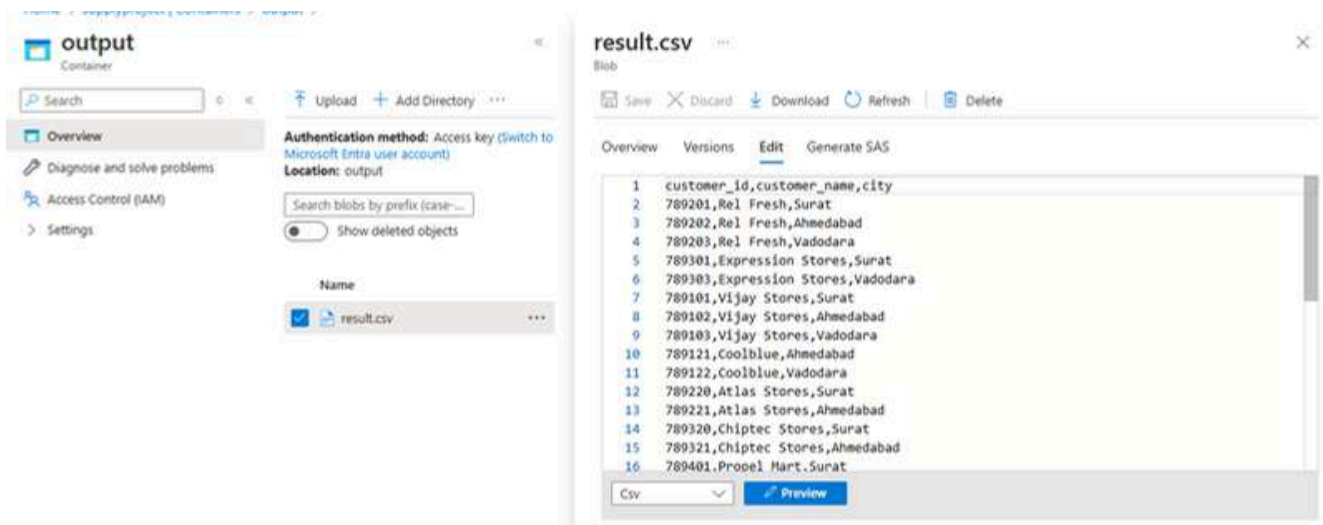 output
Container
Search
Overview
Diagnose and solve problems
Access Control (IAM)
Settings
Upload
Add Directory
Authentication method: Access key (Switch to
Microsoft Entra user account)
Location: output
Search blobs by prefix (case-...
Show deleted objects
Name
result.csv
result.csv
Blob
Save
Discard
Download
Refresh
Delete
Overview
Versions
Edit
Generate SAS
1 customer_id,customer_name,city
2 789201,Rel Fresh,Surat
3 789202,Rel Fresh,Ahmedabad
4 789203,Rel Fresh,Vadodara
5 789301,Expression Stores,Surat
6 789303,Expression Stores,Vadodara
7 789101,Vijay Stores,Surat
8 789102,Vijay Stores,Ahmedabad
9 789103,Vijay Stores,Vadodara
10 789121,Coolblue,Ahmedabad
11 789122,Coolblue,Vadodara
12 789220,Atlas Stores,Surat
13 789221,Atlas Stores,Ahmedabad
14 789320,Chiptec Stores,Surat
15 789321,Chiptec Stores,Ahmedabad
16 789401,Propel Mart,Surat
Csv
Preview